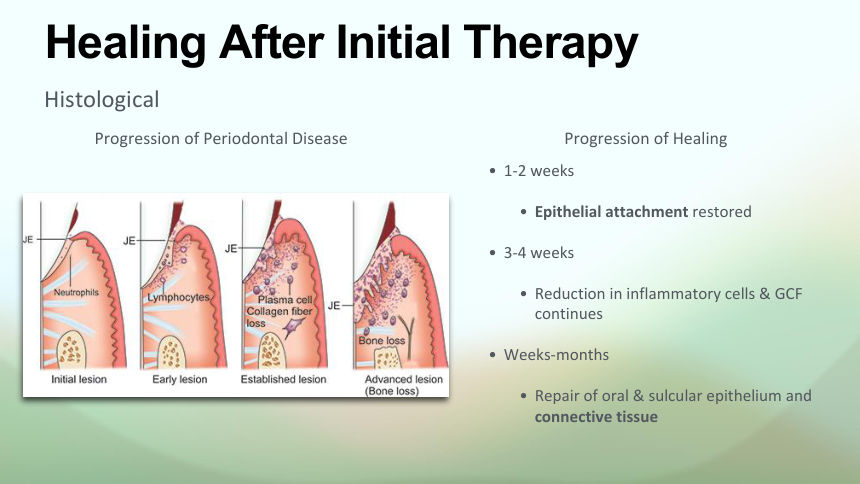 Healing After Initial Therapy
Histological
Progression of Periodontal Disease
JE
Neutrophils
Initial lesion
JE
Lymphocytes
Early lesion
JE
Plasma cell
Collagen fiber
loss
Established lesion
JE
Bone loss
Advanced lesion
(Bone loss)
Progression of Healing
• 1-2 weeks
• Epithelial attachment restored
• 3-4 weeks
• Reduction in inflammatory cells & GCF
continues
• Weeks-months
• Repair of oral & sulcular epithelium and
connective tissue